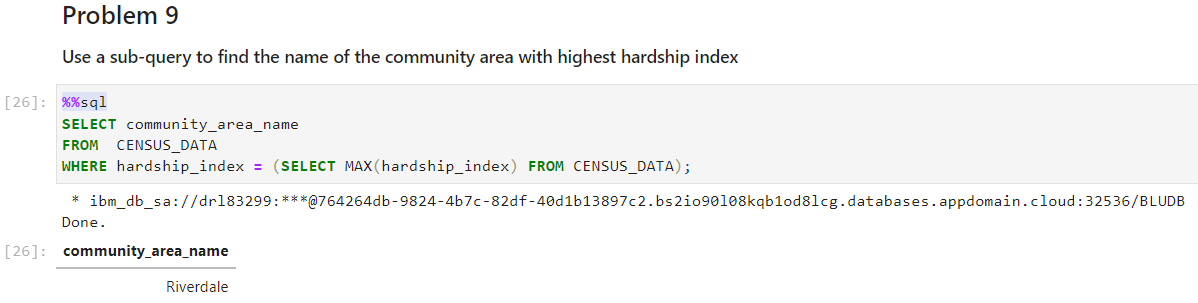 Problem 9
Use a sub-query to find the name of the community area with highest hardship index
[26]: %%sql
SELECT community_area_name
FROM  CENSUS_DATA
WHERE hardship_index = (SELECT MAX(hardship_index) FROM CENSUS_DATA);
* ibm_db_sa://drl83299:***@764264db-9824-4b7c-82df-40d1b13897c2.bs2io90l08kqb1od8lcg.databases.appdomain.cloud:32536/BLUDB
Done.
[26]: community_area_name
Riverdale